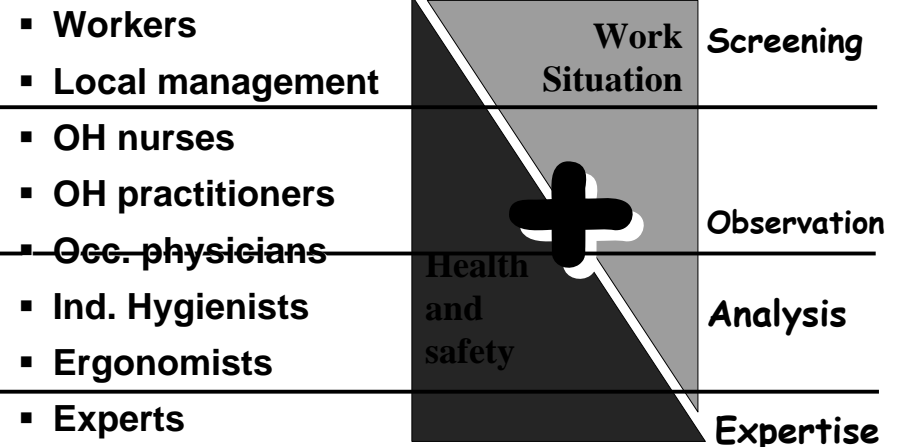 ▪ Workers
▪ Local management
▪ OH nurses
▪ OH practitioners
▪ Occ. physicians
▪ Ind. Hygienists
▪ Ergonomists
▪ Experts
Work
Situation
Health
and
safety
Screening
Observation
Analysis
Expertise